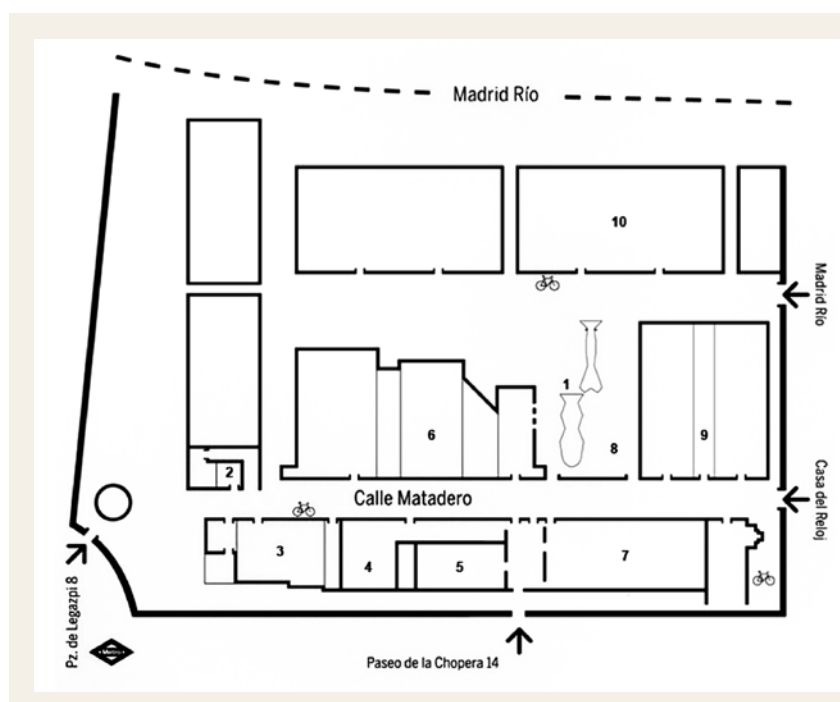 Madrid Río
10
Madrid Río
1
6
8
9
2
Calle Matadero
Casa del Reloj
3
4
5
7
Pz. de Legazpi 8
Metro
Paseo de la Chopera 14